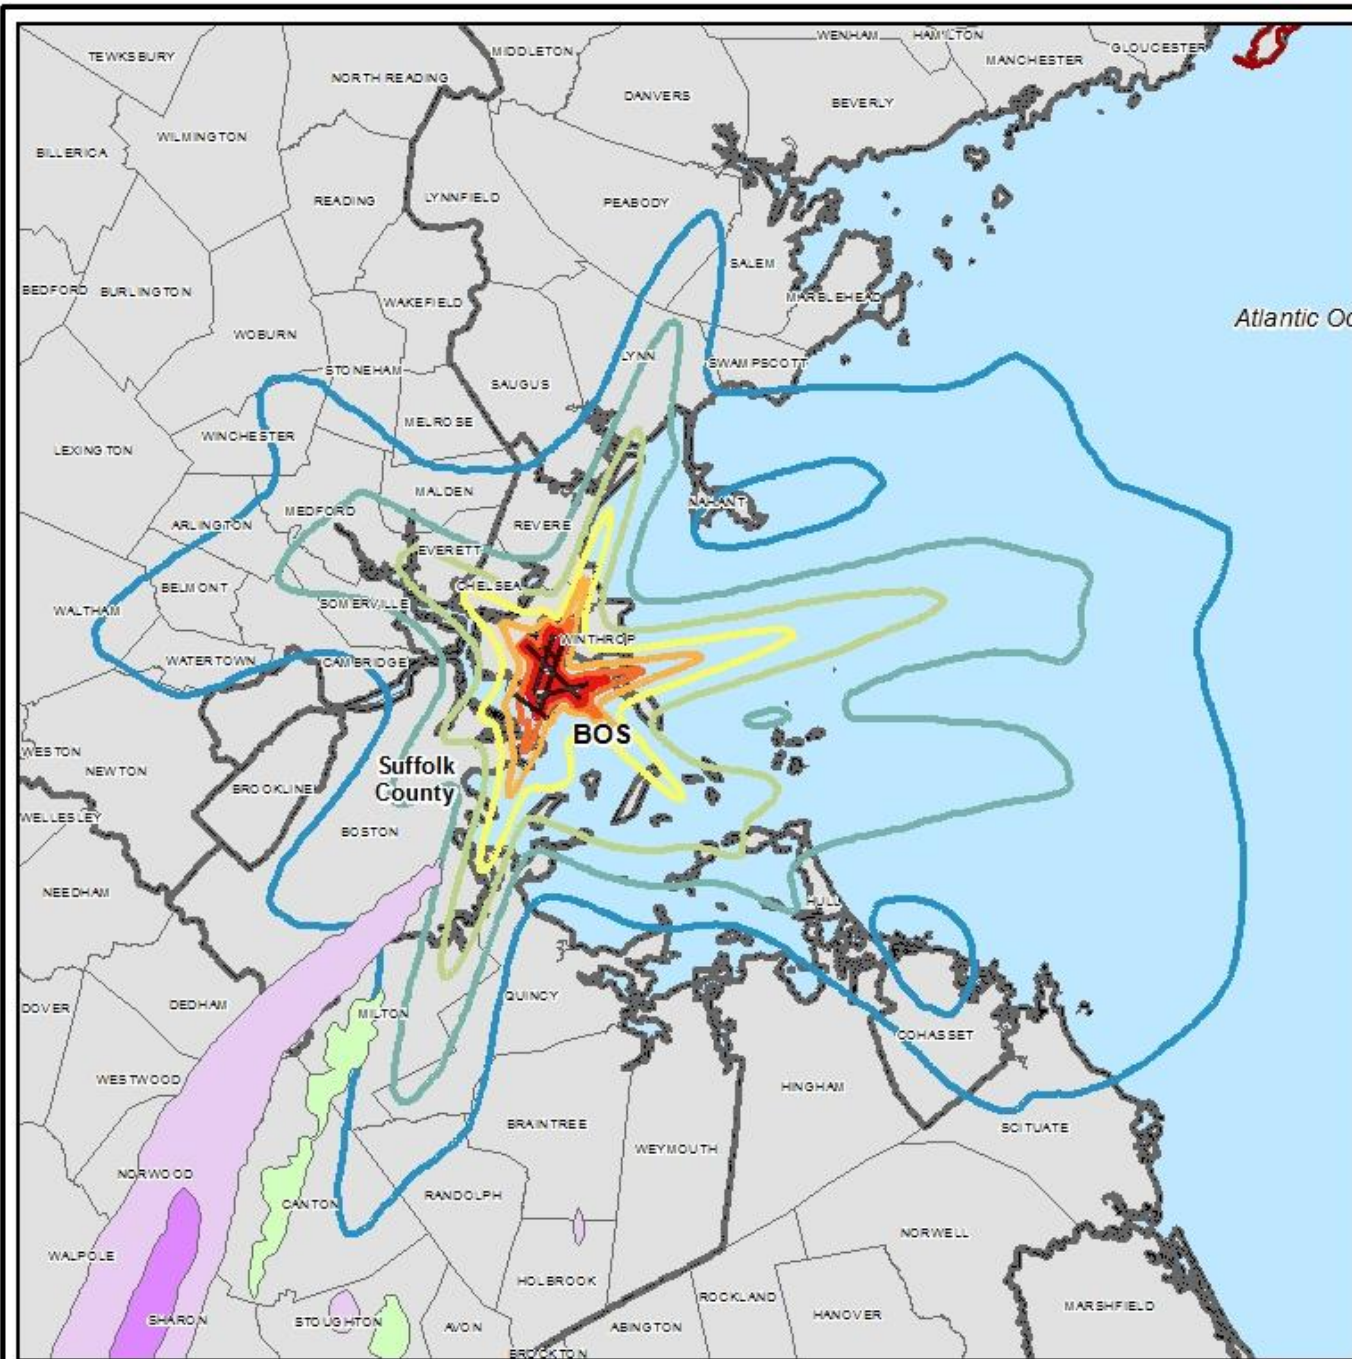 WENHAM
HAMILTON
GLOUCESTER
MIDDLETON
TEWKSBURY
MANCHESTER
NORTH READING
DANVERS
BEVERLY
WILMINGTON
BILLERICA
READING
LYNNFIELD
PEABODY
SALEM
BEDFORD
BURLINGTON
MARBLEHEAD
WAKEFIELD
Atlantic Oc
WOBURN
LYNN
SWAMPSCOTT
STONEHAM
SAUGUS
MELROSE
WINCHESTER
LEXINGTON
MALDEN
NAHANT
MEDFORD
ARLINGTON
REVERE
EVERETT
BELMONT
CHELSEA
SOMERVILLE
WALTHAM
WINTHROP
WATERTOWN
CAMBRIDGE
BOS
WESTON
NEWTON
Suffolk
County
BROOKLINE
WELLESLEY
BOSTON
NEEDHAM
HULL
QUINCY
DOVER
DEDHAM
MILTON
COHASSET
WESTWOOD
HINGHAM
BRAINTREE
SCITUATE
WEYMOUTH
NORWOOD
RANDOLPH
CANTON
NORWELL
WALPOLE
HOLBROOK
ROCKLAND
MARSHFIELD
HANOVER
SHARON
STOUGHTON
AVON
ABINGTON
BROCKTON